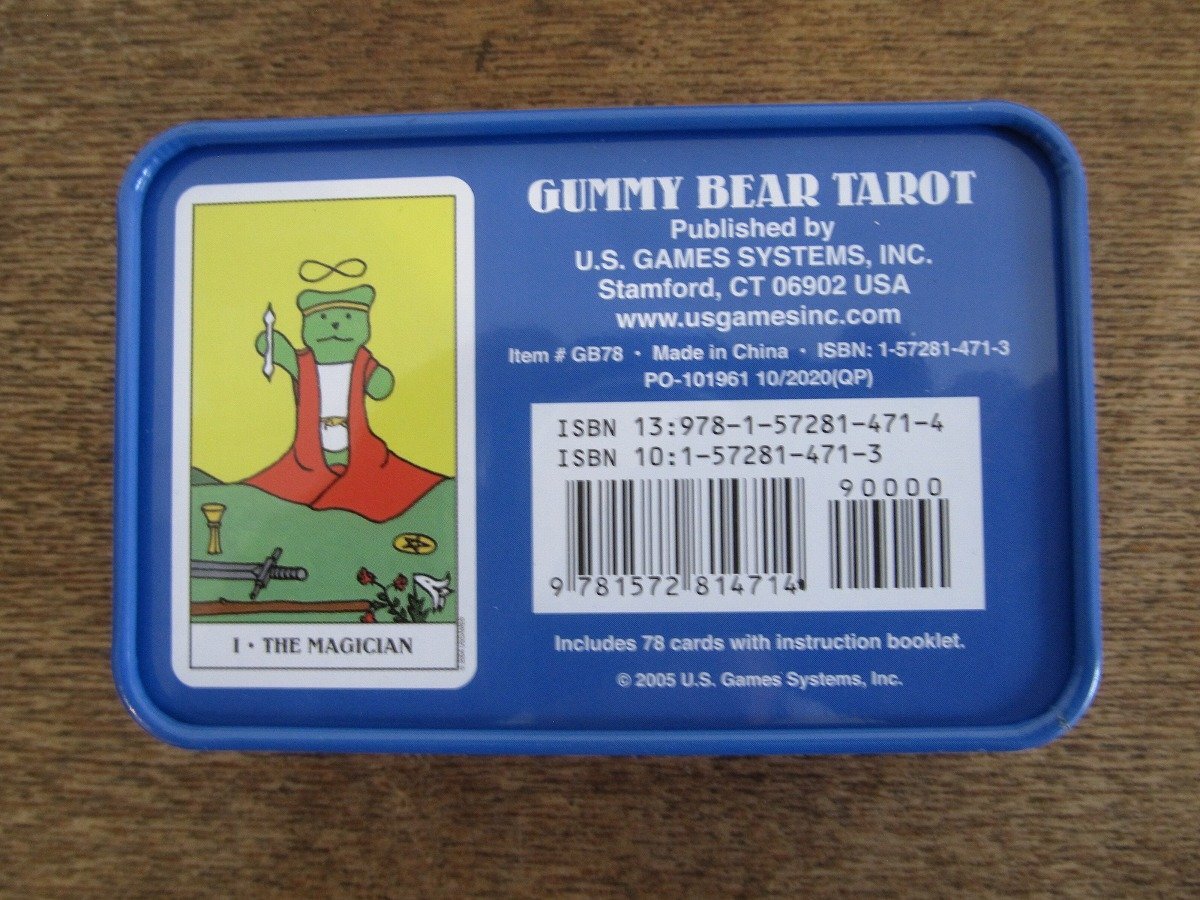 GUMMY BEAR TAROT
Published by
U.S. GAMES SYSTEMS, INC.
Stamford, CT 06902 USA
www.usgamesinc.com
Item # GB78 · Made in China · ISBN: 1-57281-471-3
PO-101961 10/2020(QP)
ISBN 13:978-1-57281-471-4
ISBN 10:1-57281-471-3
90000
9 781572 814714
Includes 78 cards with instruction booklet.
© 2005 U.S. Games Systems, Inc.
I · THE MAGICIAN